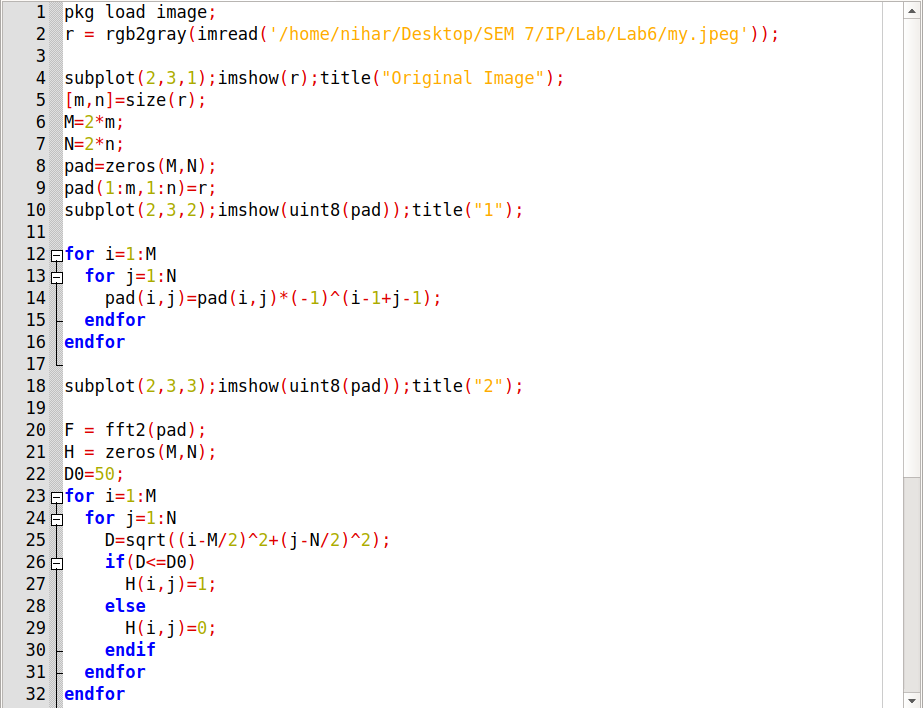 1 pkg load image;
2 r = rgb2gray(imread('/home/nihar/Desktop/SEM 7/IP/Lab/Lab6/my.jpeg'));
3
4 subplot(2,3,1);imshow(r);title("Original Image");
5 [m,n]=size(r);
6 M=2*m;
7 N=2*n;
8 pad=zeros(M,N);
9 pad(1:m,1:n)=r;
10 subplot(2,3,2);imshow(uint8(pad));title("1");
11
12 for i=1:M
13   for j=1:N
14     pad(i,j)=pad(i,j)*(-1)^(i-1+j-1);
15   endfor
16 endfor
17
18 subplot(2,3,3);imshow(uint8(pad));title("2");
19
20 F = fft2(pad);
21 H = zeros(M,N);
22 D0=50;
23 for i=1:M
24   for j=1:N
25     D=sqrt((i-M/2)^2+(j-N/2)^2);
26     if(D<=D0)
27       H(i,j)=1;
28     else
29       H(i,j)=0;
30     endif
31   endfor
32 endfor